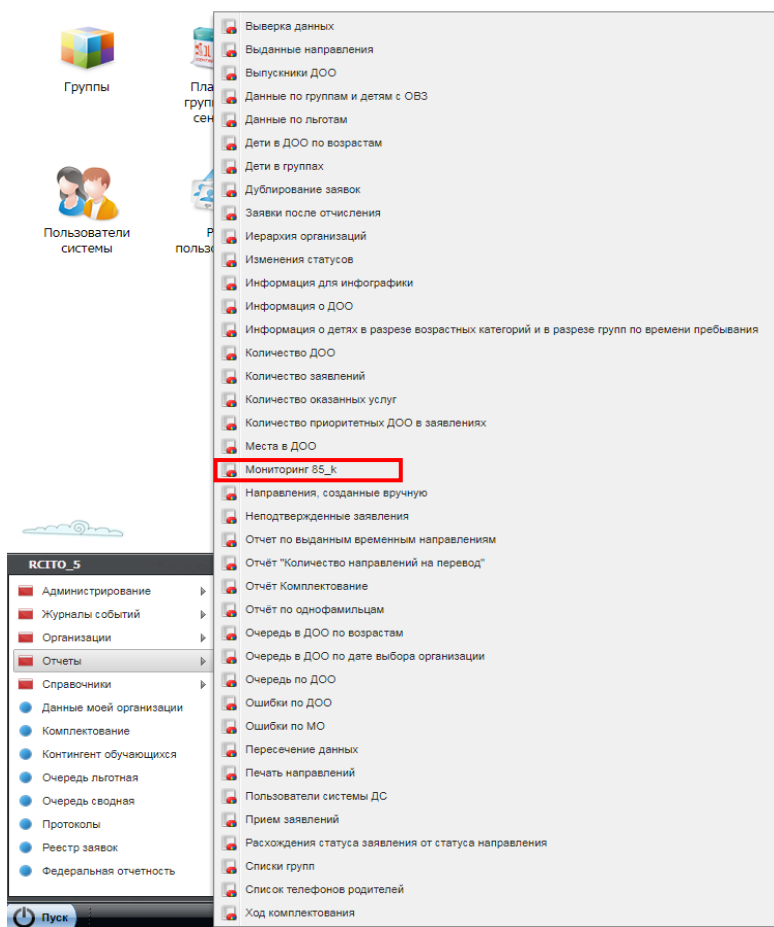 Группы
Пла
груп
сен
Пользователи
системы
Р
пользо
Выверка данных
Выданные направления
Выпускники ДОО
Данные по группам и детям с ОВЗ
Данные по льготам
Дети в ДОО по возрастам
Дети в группах
Дублирование заявок
Заявки после отчисления
Иерархия организаций
Изменения статусов
Информация для инфографики
Информация о ДОО
Информация о детях в разрезе возрастных категорий и в разрезе групп по времени пребывания
Количество ДОО
Количество заявлений
Количество оказанных услуг
Количество приоритетных ДОО в заявлениях
Места в ДОО
Мониторинг 85_k
Направления, созданные вручную
Неподтвержденные заявления
Отчет по выданным временным направлениям
Отчёт "Количество направлений на перевод"
Отчёт Комплектование
Отчёт по однофамильцам
Очередь в ДОО по возрастам
Очередь в ДОО по дате выбора организации
Очередь по ДОО
Ошибки по ДОО
Ошибки по МО
Пересечение данных
Печать направлений
Пользователи системы ДС
Прием заявлений
Расхождения статуса заявления от статуса направления
Списки групп
Список телефонов родителей
Ход комплектования
RCITO_5
Администрирование
Журналы событий
Организации
Отчеты
Справочники
Данные моей организации
Комплектование
Контингент обучающихся
Очередь льготная
Очередь сводная
Протоколы
Реестр заявок
Федеральная отчетность
Пуск